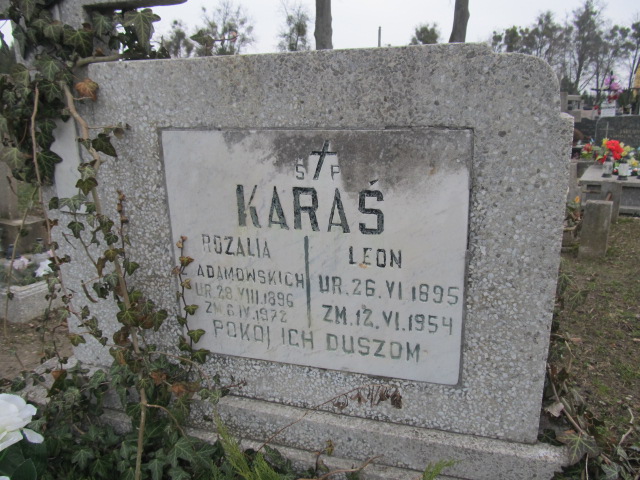 Ś P
KARAŚ
ROZALIA
Z ADAMOWSKICH
UR. 28 VIII 1896
ZM. 6 IV. 1972
LEON
UR. 26. VI 1895
ZM. 12. VI. 1954
POKÓJ ICH DUSZOM